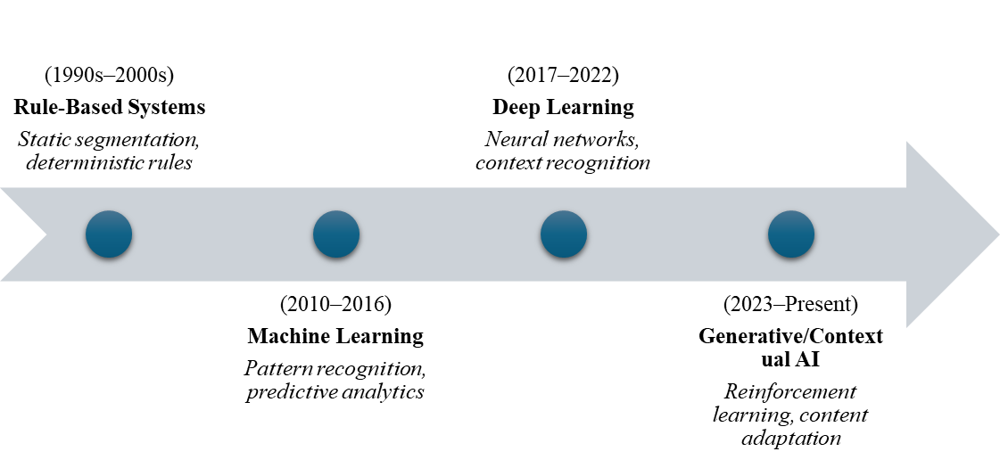 (1990s–2000s)
Rule-Based Systems
Static segmentation,
deterministic rules
(2010–2016)
Machine Learning
Pattern recognition,
predictive analytics
(2017–2022)
Deep Learning
Neural networks,
context recognition
(2023–Present)
Generative/Context
ual AI
Reinforcement
learning, content
adaptation